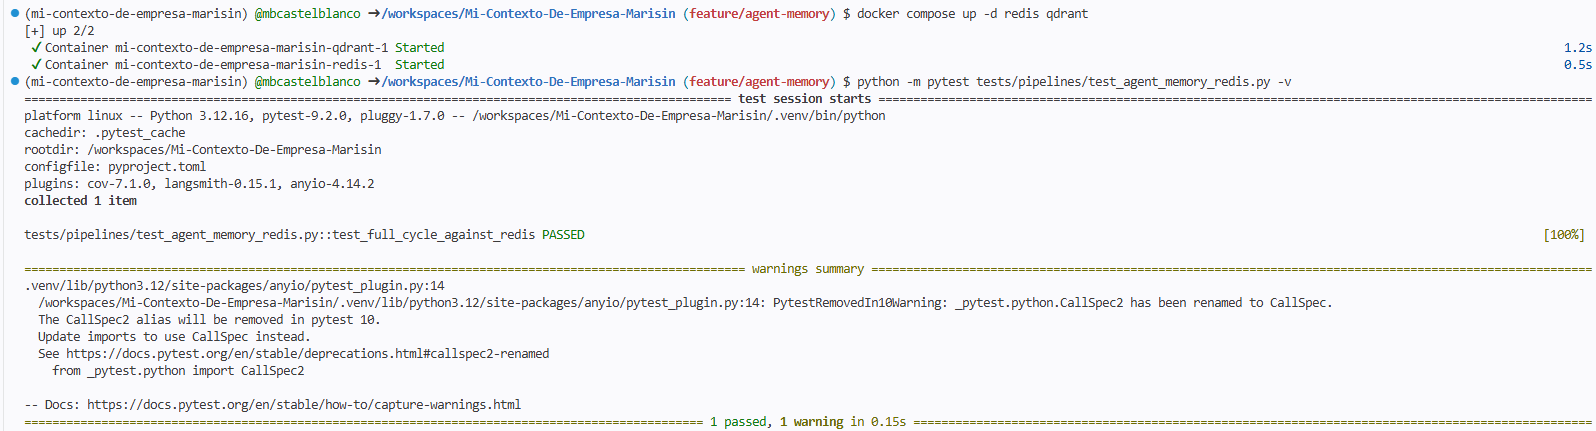 (mi-contexto-de-empresa-marisin) @mbcastelblanco →/workspaces/Mi-Contexto-De-Empresa-Marisin (feature/agent-memory) $ docker compose up -d redis qdrant
[+] up 2/2
✓ Container mi-contexto-de-empresa-marisin-qdrant-1 Started 1.2s
✓ Container mi-contexto-de-empresa-marisin-redis-1 Started 0.5s
(mi-contexto-de-empresa-marisin) @mbcastelblanco →/workspaces/Mi-Contexto-De-Empresa-Marisin (feature/agent-memory) $ python -m pytest tests/pipelines/test_agent_memory_redis.py -v
=== test session starts ===
platform linux -- Python 3.12.16, pytest-9.2.0, pluggy-1.7.0 -- /workspaces/Mi-Contexto-De-Empresa-Marisin/.venv/bin/python
cachedir: .pytest_cache
rootdir: /workspaces/Mi-Contexto-De-Empresa-Marisin
configfile: pyproject.toml
plugins: cov-7.1.0, langsmith-0.15.1, anyio-4.14.2
collected 1 item
tests/pipelines/test_agent_memory_redis.py::test_full_cycle_against_redis PASSED [100%]
=== warnings summary ===
.venv/lib/python3.12/site-packages/anyio/pytest_plugin.py:14
/workspaces/Mi-Contexto-De-Empresa-Marisin/.venv/lib/python3.12/site-packages/anyio/pytest_plugin.py:14: PytestRemovedIn10Warning: _pytest.python.CallSpec2 has been renamed to CallSpec.
The CallSpec2 alias will be removed in pytest 10.
Update imports to use CallSpec instead.
See https://docs.pytest.org/en/stable/deprecations.html#callspec2-renamed
from _pytest.python import CallSpec2
-- Docs: https://docs.pytest.org/en/stable/how-to/capture-warnings.html
=== 1 passed, 1 warning in 0.15s ===